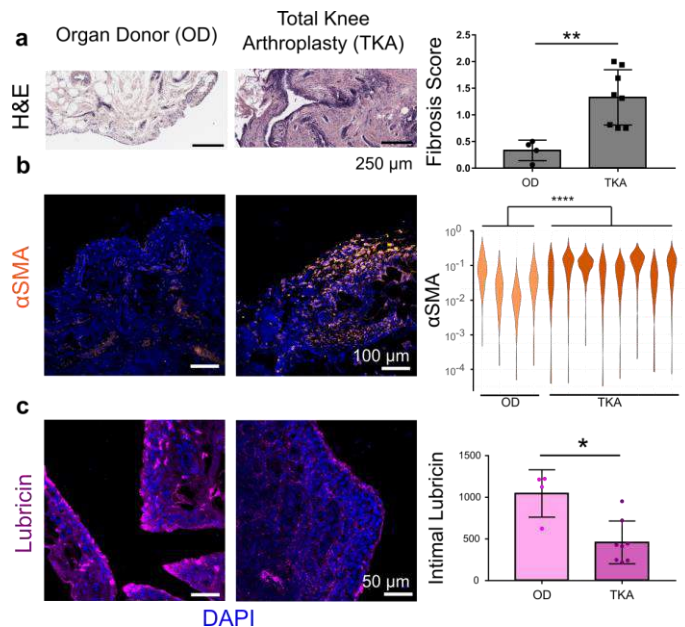 a
Organ Donor (OD)
Total Knee
Arthroplasty (TKA)
H&E
250 μm
Fibrosis Score
2.5
2.0
1.5
1.0
0.5
0.0
**
OD
TKA
b
αSMA
100 μm
αSMA
10⁰
10⁻¹
10⁻²
10⁻³
10⁻⁴
****
OD
TKA
c
Lubricin
50 μm
DAPI
Intimal Lubricin
1500
1000
500
0
*
OD
TKA